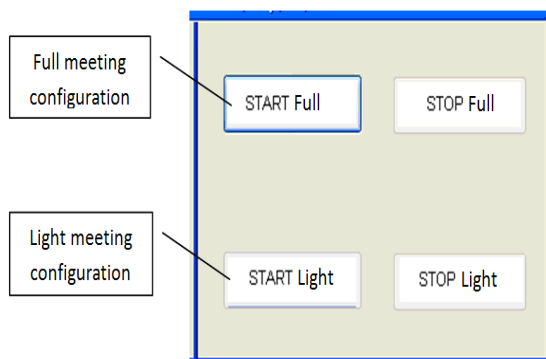 Full meeting
configuration
START Full
STOP Full
Light meeting
configuration
START Light
STOP Light